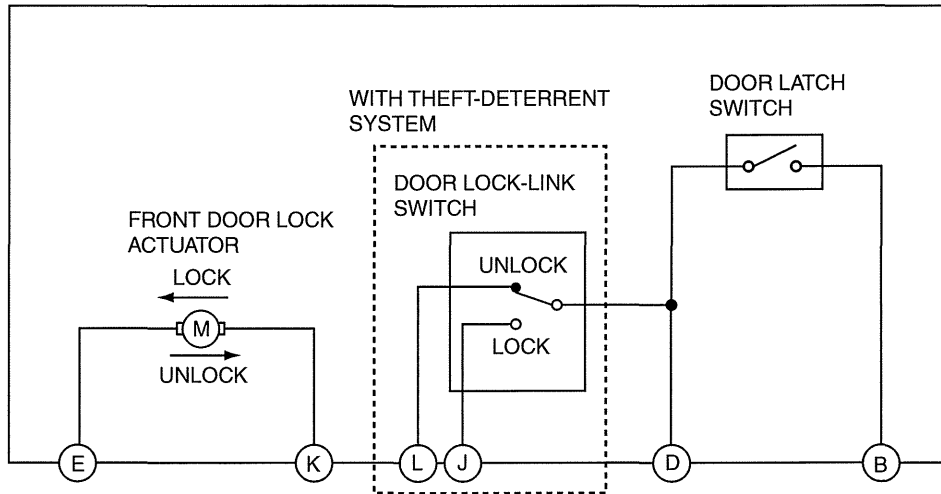 WITH THEFT-DETERRENT
SYSTEM
DOOR LATCH
SWITCH
DOOR LOCK-LINK
SWITCH
FRONT DOOR LOCK
ACTUATOR
LOCK
M
UNLOCK
UNLOCK
LOCK
E
K
L
J
D
B